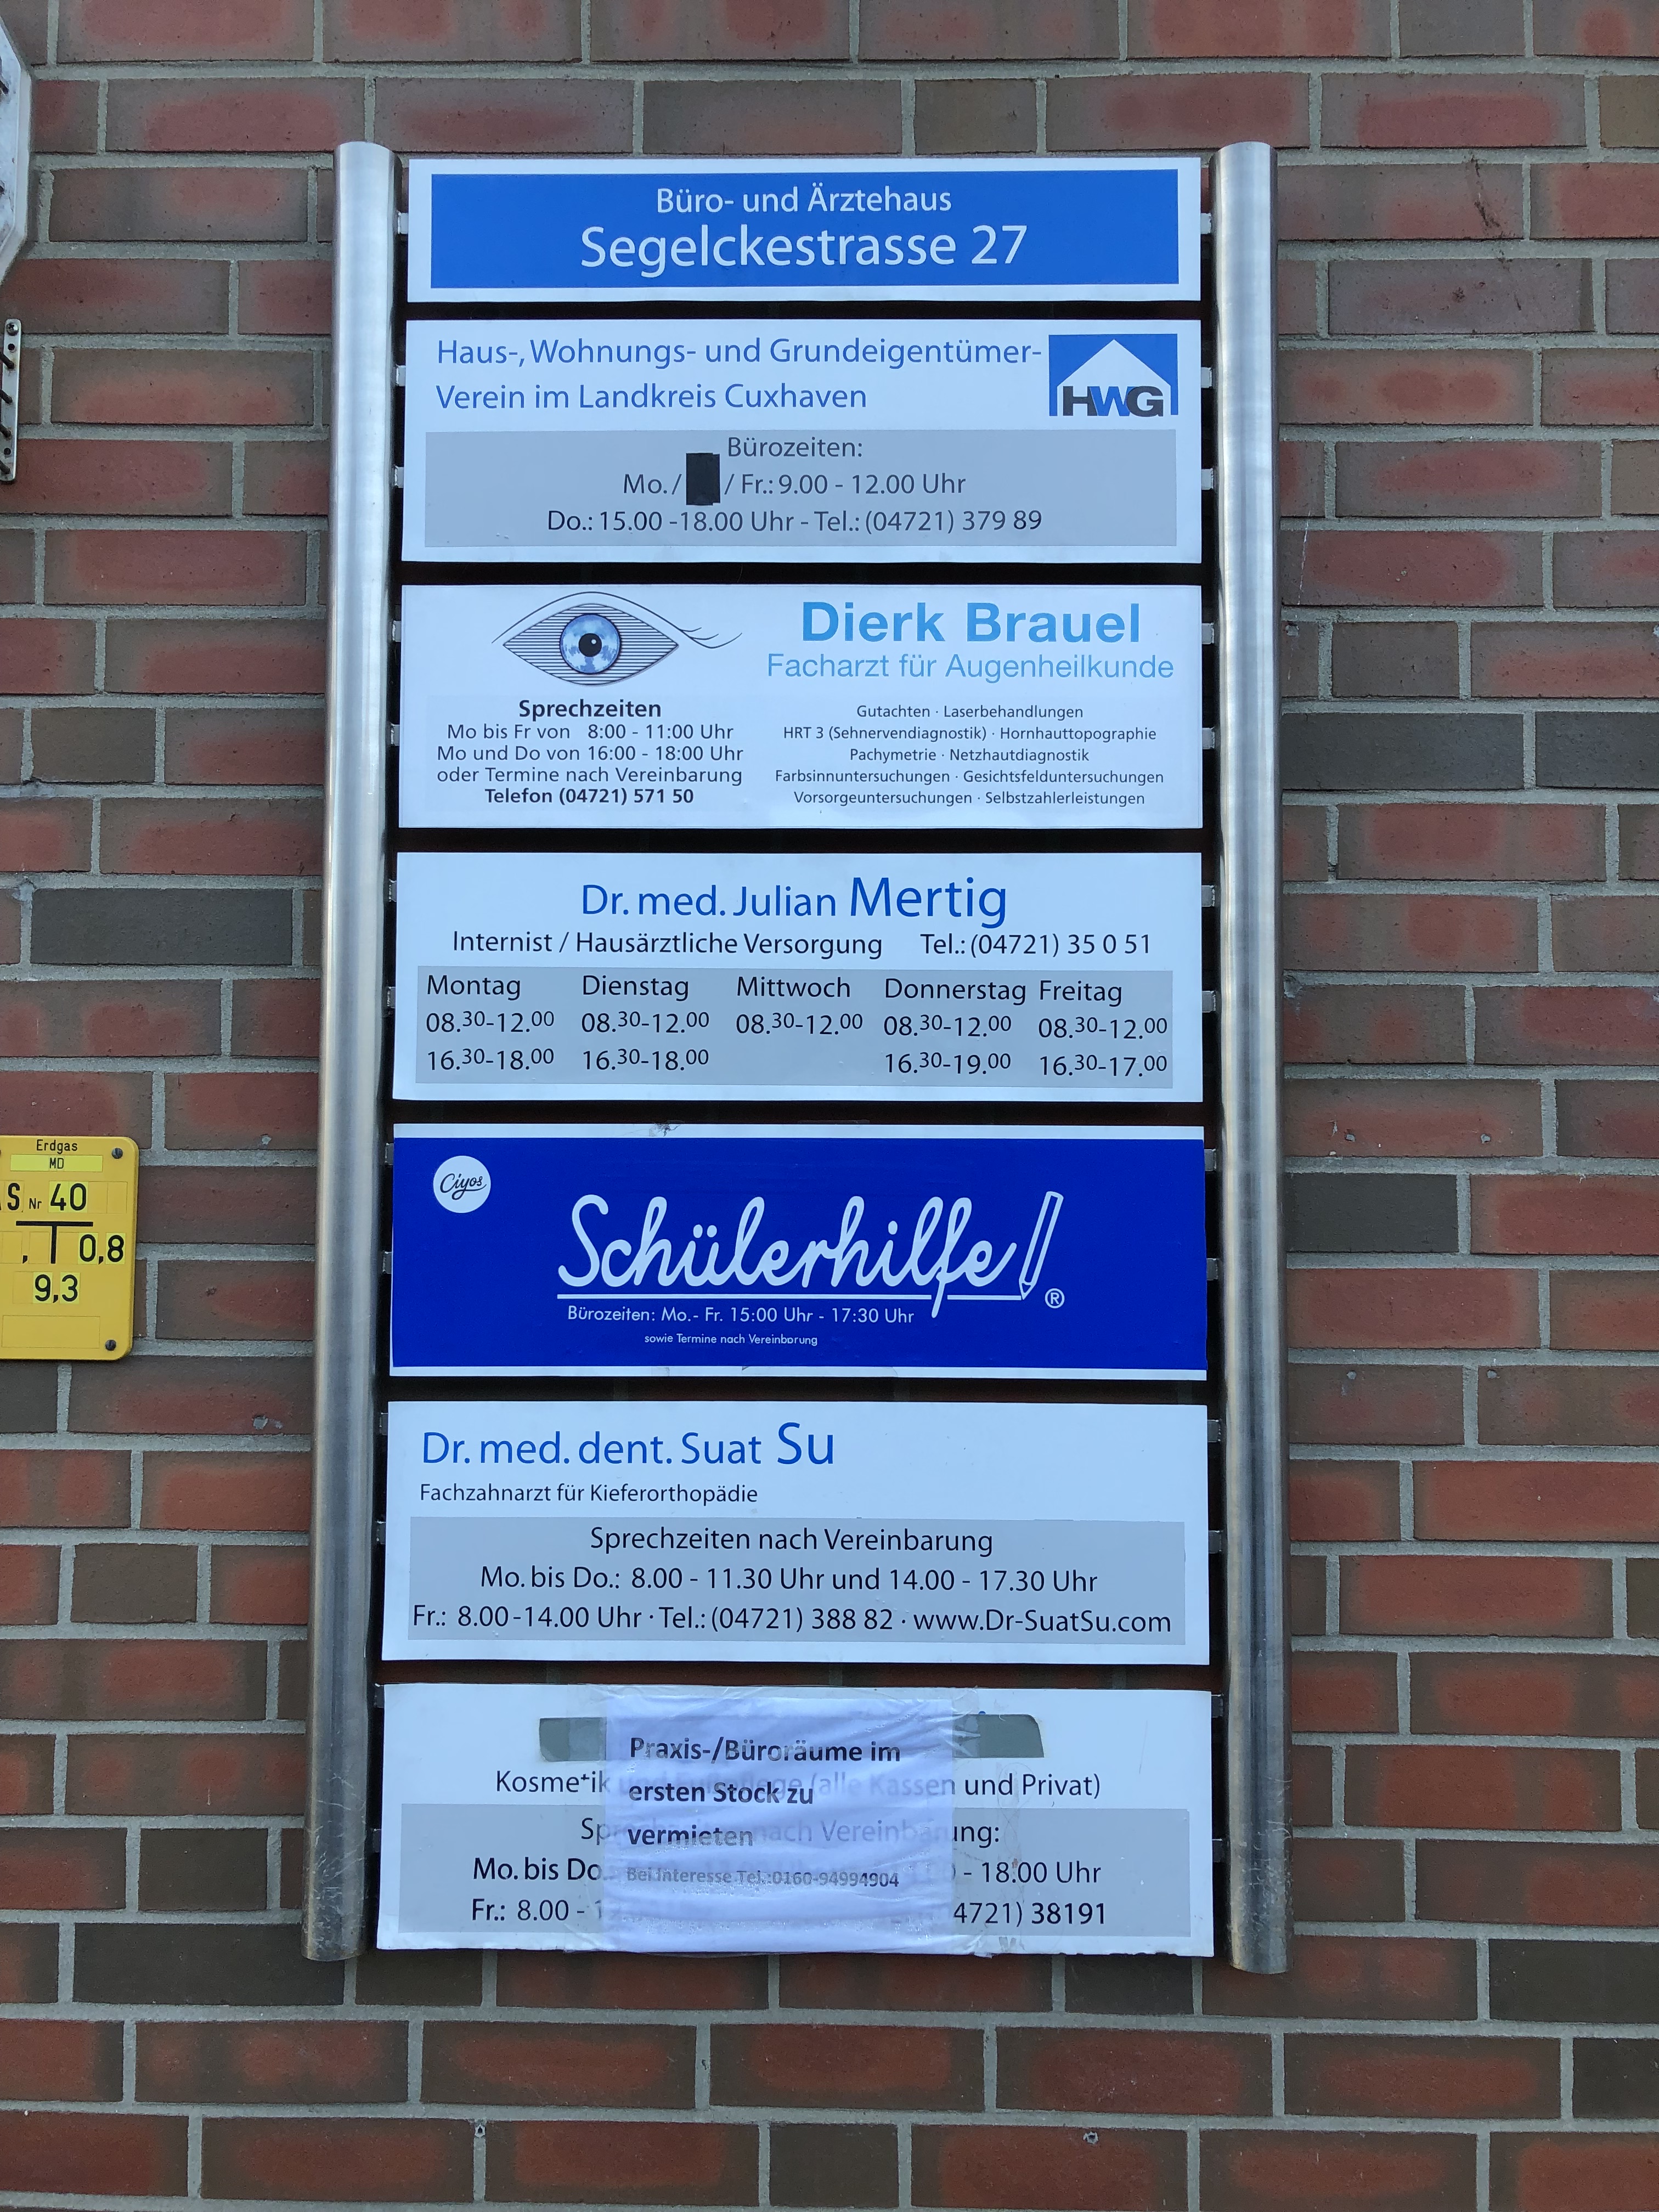 Büro- und Ärztehaus
Segelckestrasse 27
Haus-, Wohnungs- und Grundeigentümer-
Verein im Landkreis Cuxhaven
HWG
Bürozeiten:
Mo. / / Fr.: 9.00 - 12.00 Uhr
Do.: 15.00 -18.00 Uhr - Tel.: (04721) 379 89
Dierk Brauel
Facharzt für Augenheilkunde
Sprechzeiten
Mo bis Fr von 8:00 - 11:00 Uhr
Mo und Do von 16:00 - 18:00 Uhr
oder Termine nach Vereinbarung
Telefon (04721) 571 50
Gutachten · Laserbehandlungen
HRT 3 (Sehnervendiagnostik) · Hornhauttopographie
Pachymetrie · Netzhautdiagnostik
Farbsinnuntersuchungen · Gesichtsfelduntersuchungen
Vorsorgeuntersuchungen · Selbstzahlerleistungen
Dr. med. Julian Mertig
Internist / Hausärztliche Versorgung Tel.: (04721) 35 0 51
Montag Dienstag Mittwoch Donnerstag Freitag
08.30-12.00 08.30-12.00 08.30-12.00 08.30-12.00 08.30-12.00
16.30-18.00 16.30-18.00 16.30-19.00 16.30-17.00
Ciyos
Schülerhilfe!®
Bürozeiten: Mo.- Fr. 15:00 Uhr - 17:30 Uhr
sowie Termine nach Vereinbarung
Dr. med. dent. Suat Su
Fachzahnarzt für Kieferorthopädie
Sprechzeiten nach Vereinbarung
Mo. bis Do.: 8.00 - 11.30 Uhr und 14.00 - 17.30 Uhr
Fr.: 8.00-14.00 Uhr · Tel.: (04721) 388 82 · www.Dr-SuatSu.com
Praxis-/Büroräume im
ersten Stock zu
vermieten
Bei Interesse Tel.:0160-94994904
Kosmetik (alle Kassen und Privat)
nach Vereinbarung:
Mo. bis Do. - 18.00 Uhr
Fr.: 8.00 - 4721) 38191
Erdgas
MD
S Nr 40
, 0,8
9,3